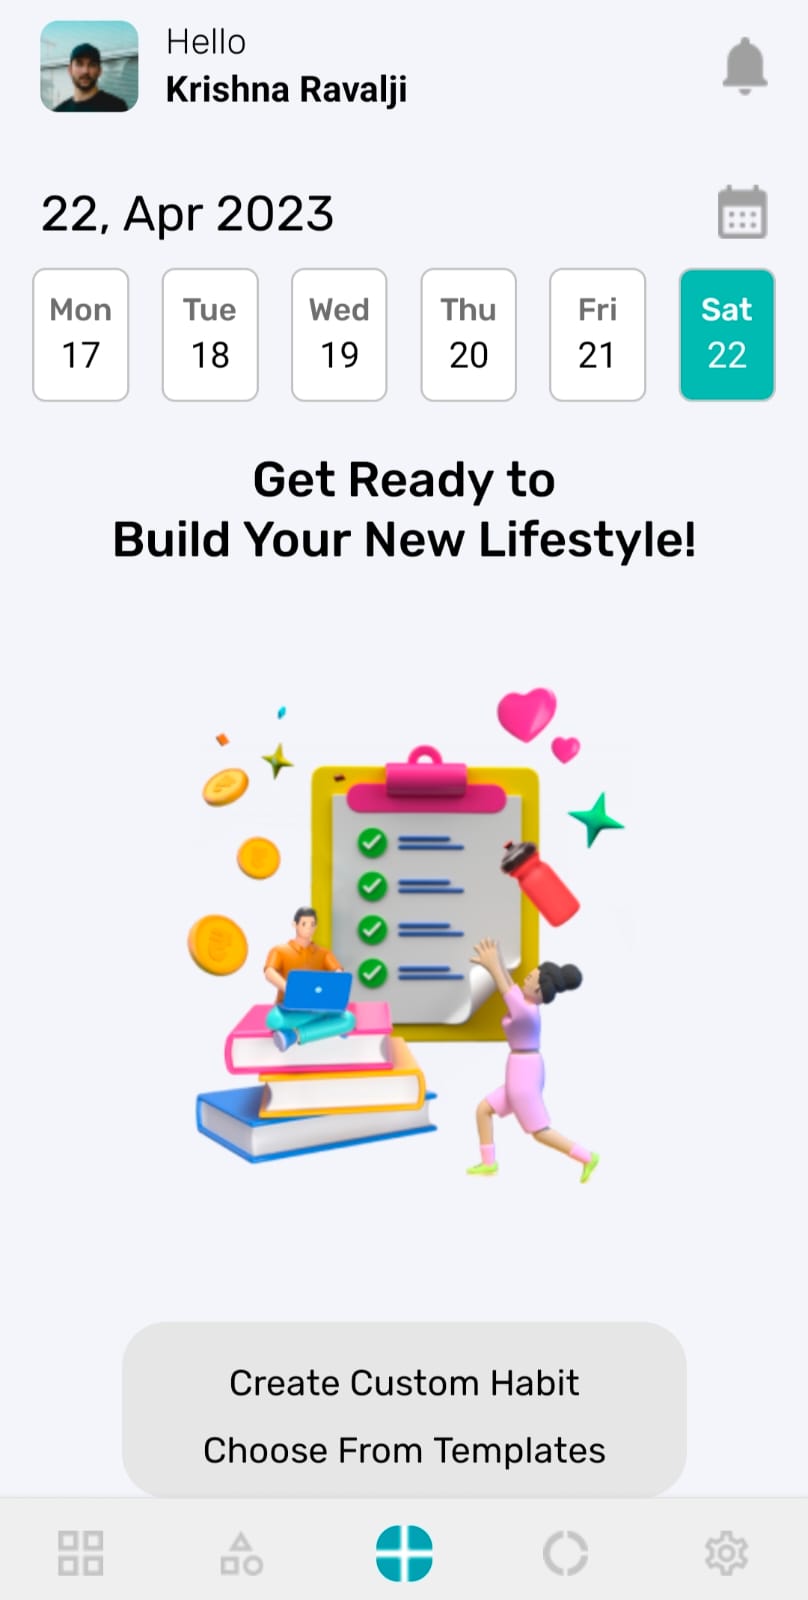 Hello
Krishna Ravalji
22, Apr 2023
Mon Tue Wed Thu Fri Sat
17 18 19 20 21 22
Get Ready to
Build Your New Lifestyle!
Create Custom Habit
Choose From Templates